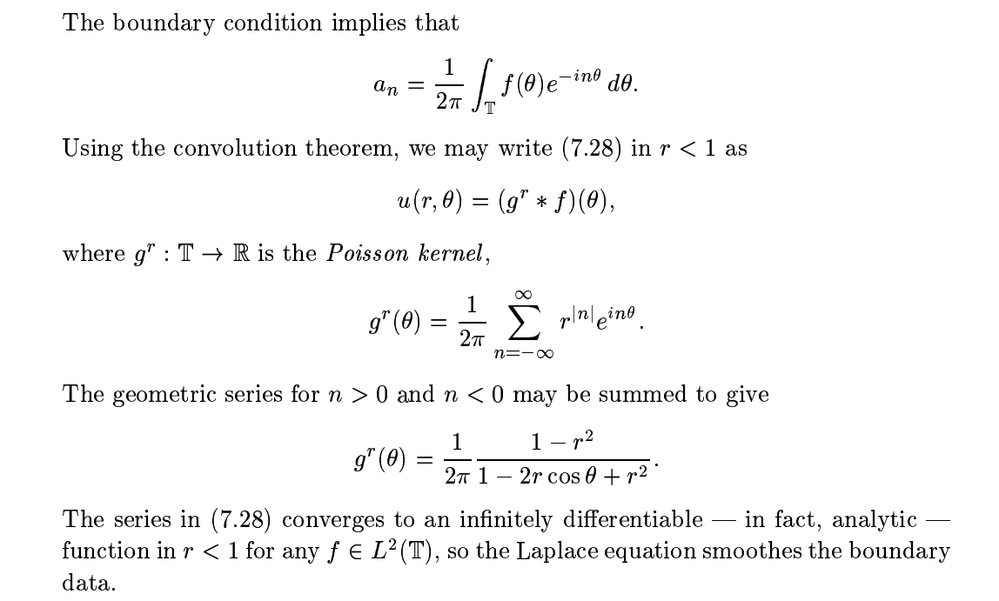 The boundary condition implies that
a_n = \frac{1}{2\pi} \int_{\mathbb{T}} f(\theta) e^{-in\theta} \, d\theta.
Using the convolution theorem, we may write (7.28) in r < 1 as
u(r, \theta) = (g^r * f)(\theta),
where g^r : \mathbb{T} \to \mathbb{R} is the Poisson kernel,
g^r(\theta) = \frac{1}{2\pi} \sum_{n=-\infty}^{\infty} r^{|n|} e^{in\theta}.
The geometric series for n > 0 and n < 0 may be summed to give
g^r(\theta) = \frac{1}{2\pi} \frac{1 - r^2}{1 - 2r \cos \theta + r^2}.
The series in (7.28) converges to an infinitely differentiable — in fact, analytic —
function in r < 1 for any f ∈ L^2(\mathbb{T}), so the Laplace equation smoothes the boundary
data.